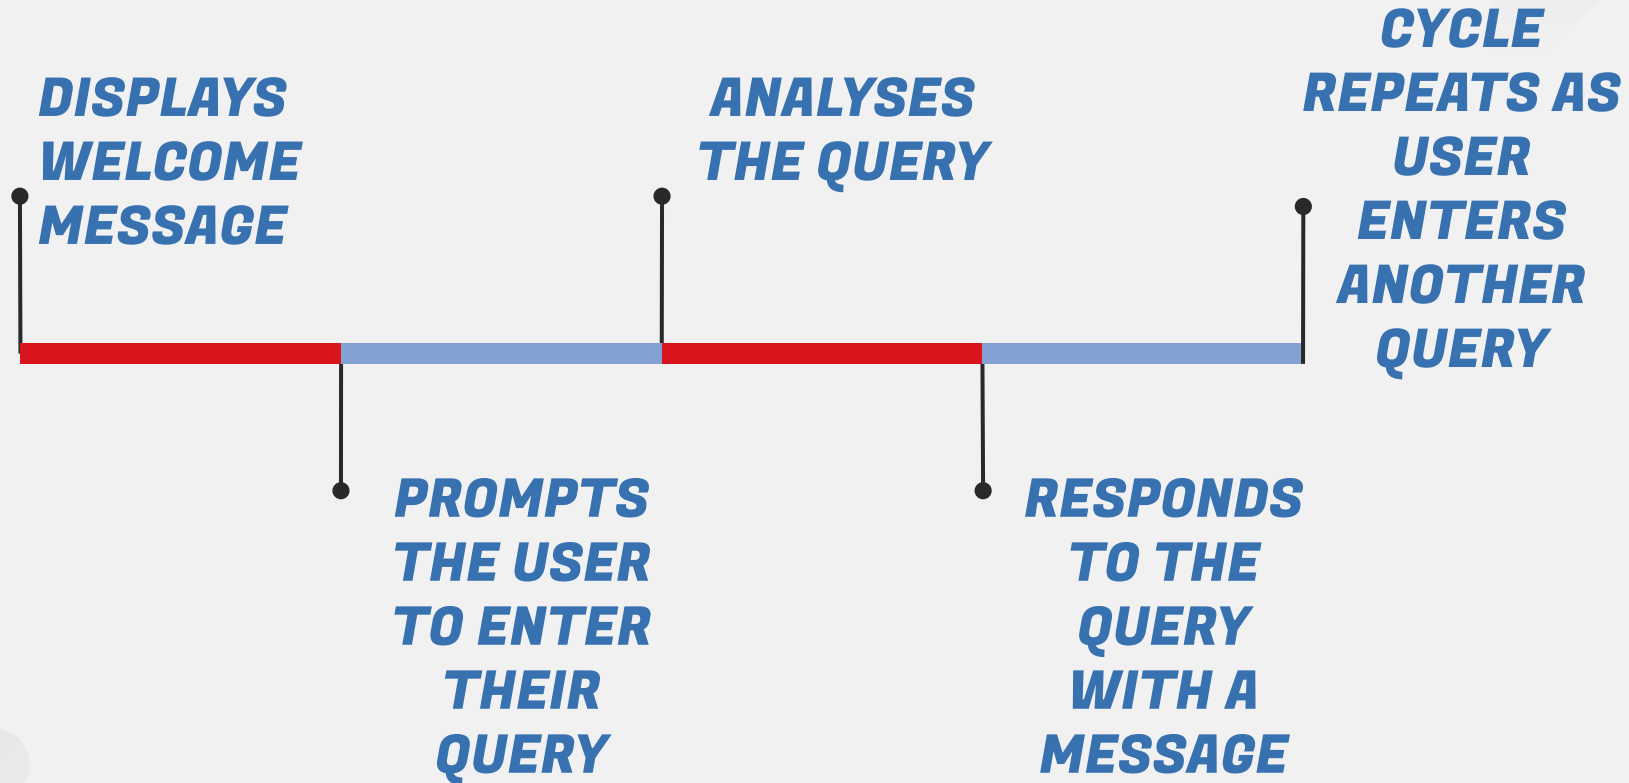 DISPLAYS
WELCOME
MESSAGE
PROMPTS
THE USER
TO ENTER
THEIR
QUERY
ANALYSES
THE QUERY
RESPONDS
TO THE
QUERY
WITH A
MESSAGE
CYCLE
REPEATS AS
USER
ENTERS
ANOTHER
QUERY